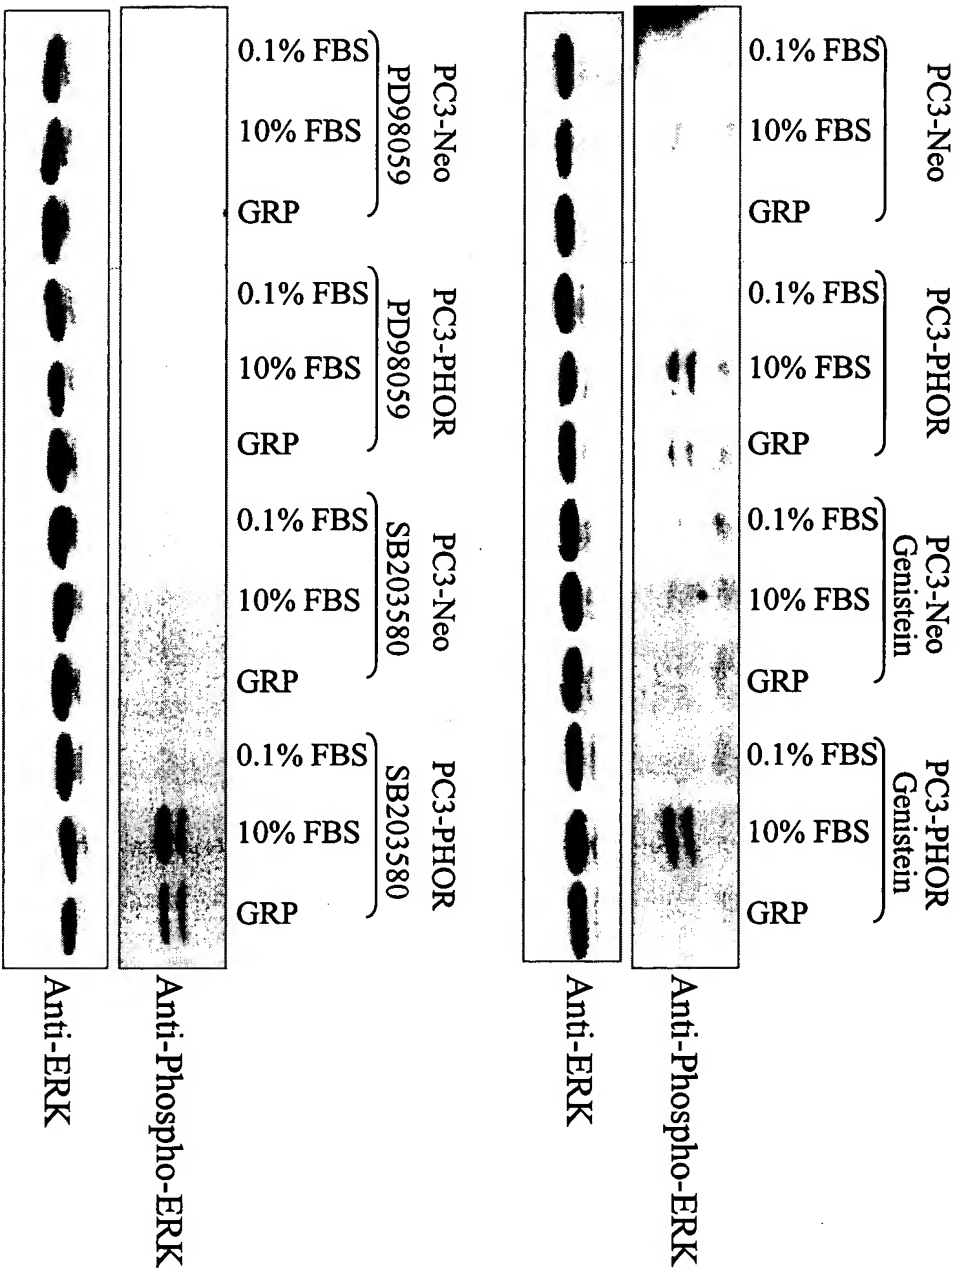 PC3-Neo PC3-PHOR PC3-Neo PC3-PHOR
Genistein Genistein
0.1% FBS
10% FBS
GRP
0.1% FBS
10% FBS
GRP
0.1% FBS
10% FBS
GRP
0.1% FBS
10% FBS
GRP
Anti-Phospho-ERK
Anti-ERK
PC3-Neo PC3-PHOR PC3-Neo PC3-PHOR
PD98059 PD98059 SB203580 SB203580
0.1% FBS
10% FBS
GRP
0.1% FBS
10% FBS
GRP
0.1% FBS
10% FBS
GRP
0.1% FBS
10% FBS
GRP
Anti-Phospho-ERK
Anti-ERK